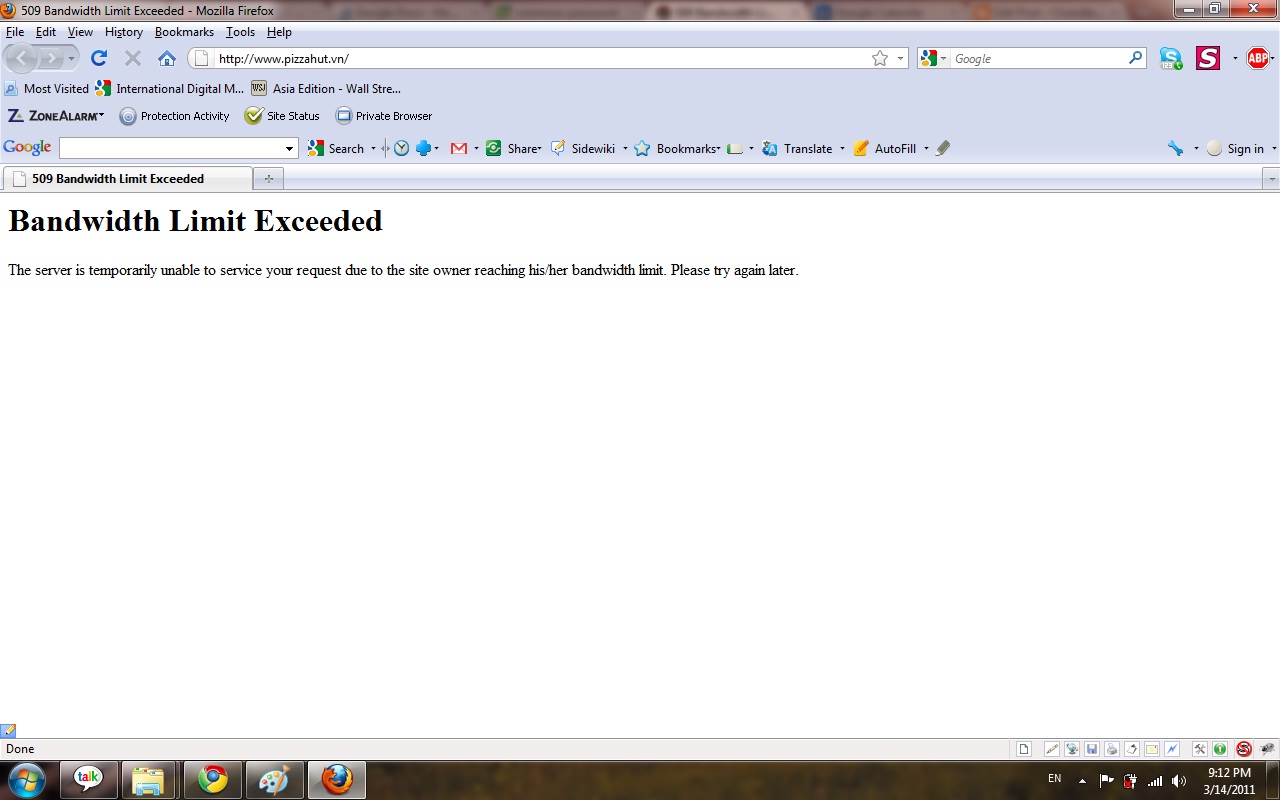 509 Bandwidth Limit Exceeded - Mozilla Firefox
File Edit View History Bookmarks Tools Help
http://www.pizzahut.vn/
Google
S
ABP
Most Visited International Digital M... WSJ Asia Edition - Wall Stre...
ZONEALARM Protection Activity Site Status Private Browser
Google Search Share Sidewiki Bookmarks Translate AutoFill Sign in
509 Bandwidth Limit Exceeded
Bandwidth Limit Exceeded
The server is temporarily unable to service your request due to the site owner reaching his/her bandwidth limit. Please try again later.
Done
talk
EN
9:12 PM
3/14/2011